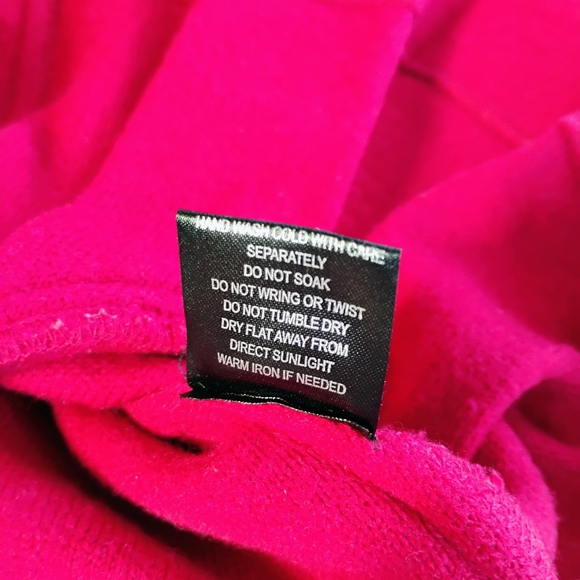 HAND WASH COLD WITH CARE
SEPARATELY
DO NOT SOAK
DO NOT WRING OR TWIST
DO NOT TUMBLE DRY
DRY FLAT AWAY FROM
DIRECT SUNLIGHT
WARM IRON IF NEEDED